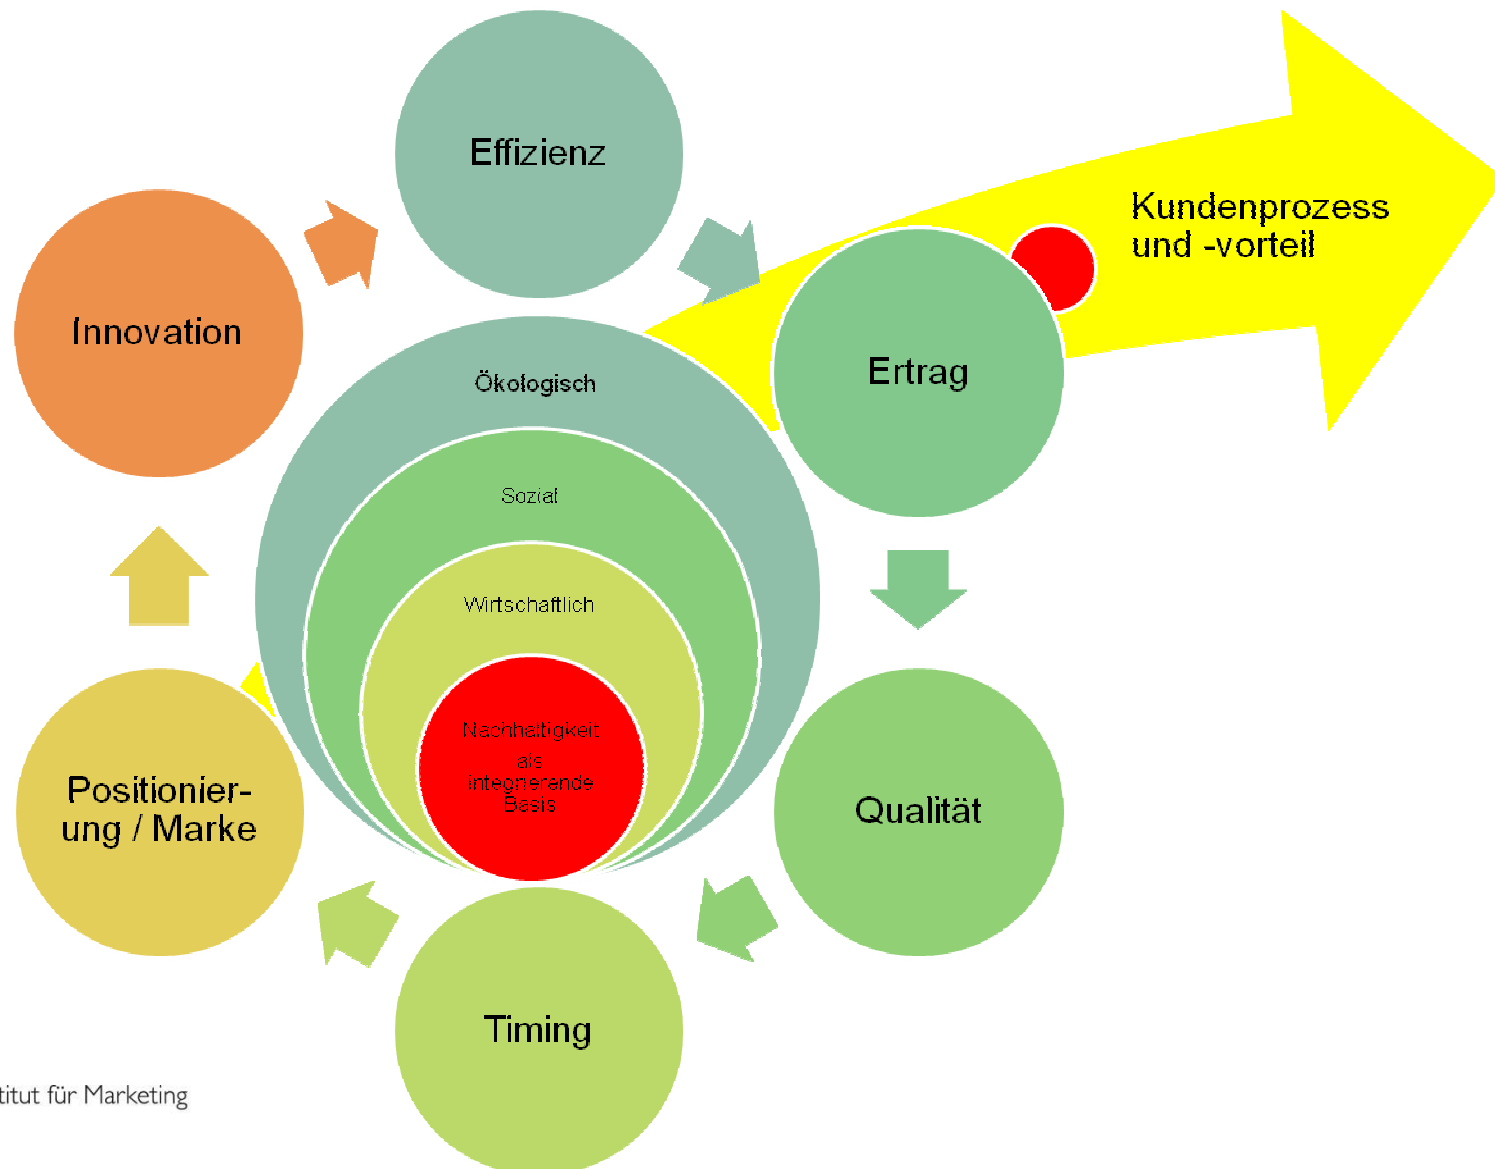 Effizienz
Kundenprozess
und -vorteil
Innovation
Ertrag
Ökologisch
Sozial
Wirtschaftlich
Nachhaltigkeit
als
integrierende
Basis
Positionier-
ung / Marke
Qualität
Timing
titut für Marketing